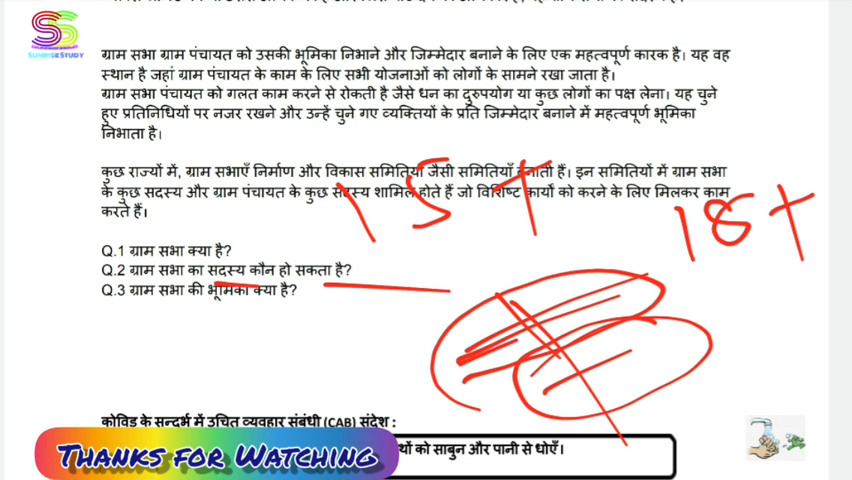 SS
SUNRISE STUDY
ग्राम सभा ग्राम पंचायत को उसकी भूमिका निभाने और जिम्मेदार बनाने के लिए एक महत्वपूर्ण कारक है। यह वह
स्थान है जहां ग्राम पंचायत के काम के लिए सभी योजनाओं को लोगों के सामने रखा जाता है।
ग्राम सभा पंचायत को गलत काम करने से रोकती है जैसे धन का दुरुपयोग या कुछ लोगों का पक्ष लेना। यह चुने
हुए प्रतिनिधियों पर नजर रखने और उन्हें चुने गए व्यक्तियों के प्रति जिम्मेदार बनाने में महत्वपूर्ण भूमिका
निभाता है।
कुछ राज्यों में, ग्राम सभाएँ निर्माण और विकास समितियां जैसी समितियाँ बनाती हैं। इन समितियों में ग्राम सभा
के कुछ सदस्य और ग्राम पंचायत के कुछ सदस्य शामिल होते हैं जो विशिष्ट कार्यों को करने के लिए मिलकर काम
करते हैं।
15+
18+
Q.1 ग्राम सभा क्या है?
Q.2 ग्राम सभा का सदस्य कौन हो सकता है?
Q.3 ग्राम सभा की भूमिका क्या है?
कोविड के सन्दर्भ में उचित व्यवहार संबंधी (CAB) संदेश :
THANKS FOR WATCHING
को साबुन और पानी से धोएँ।